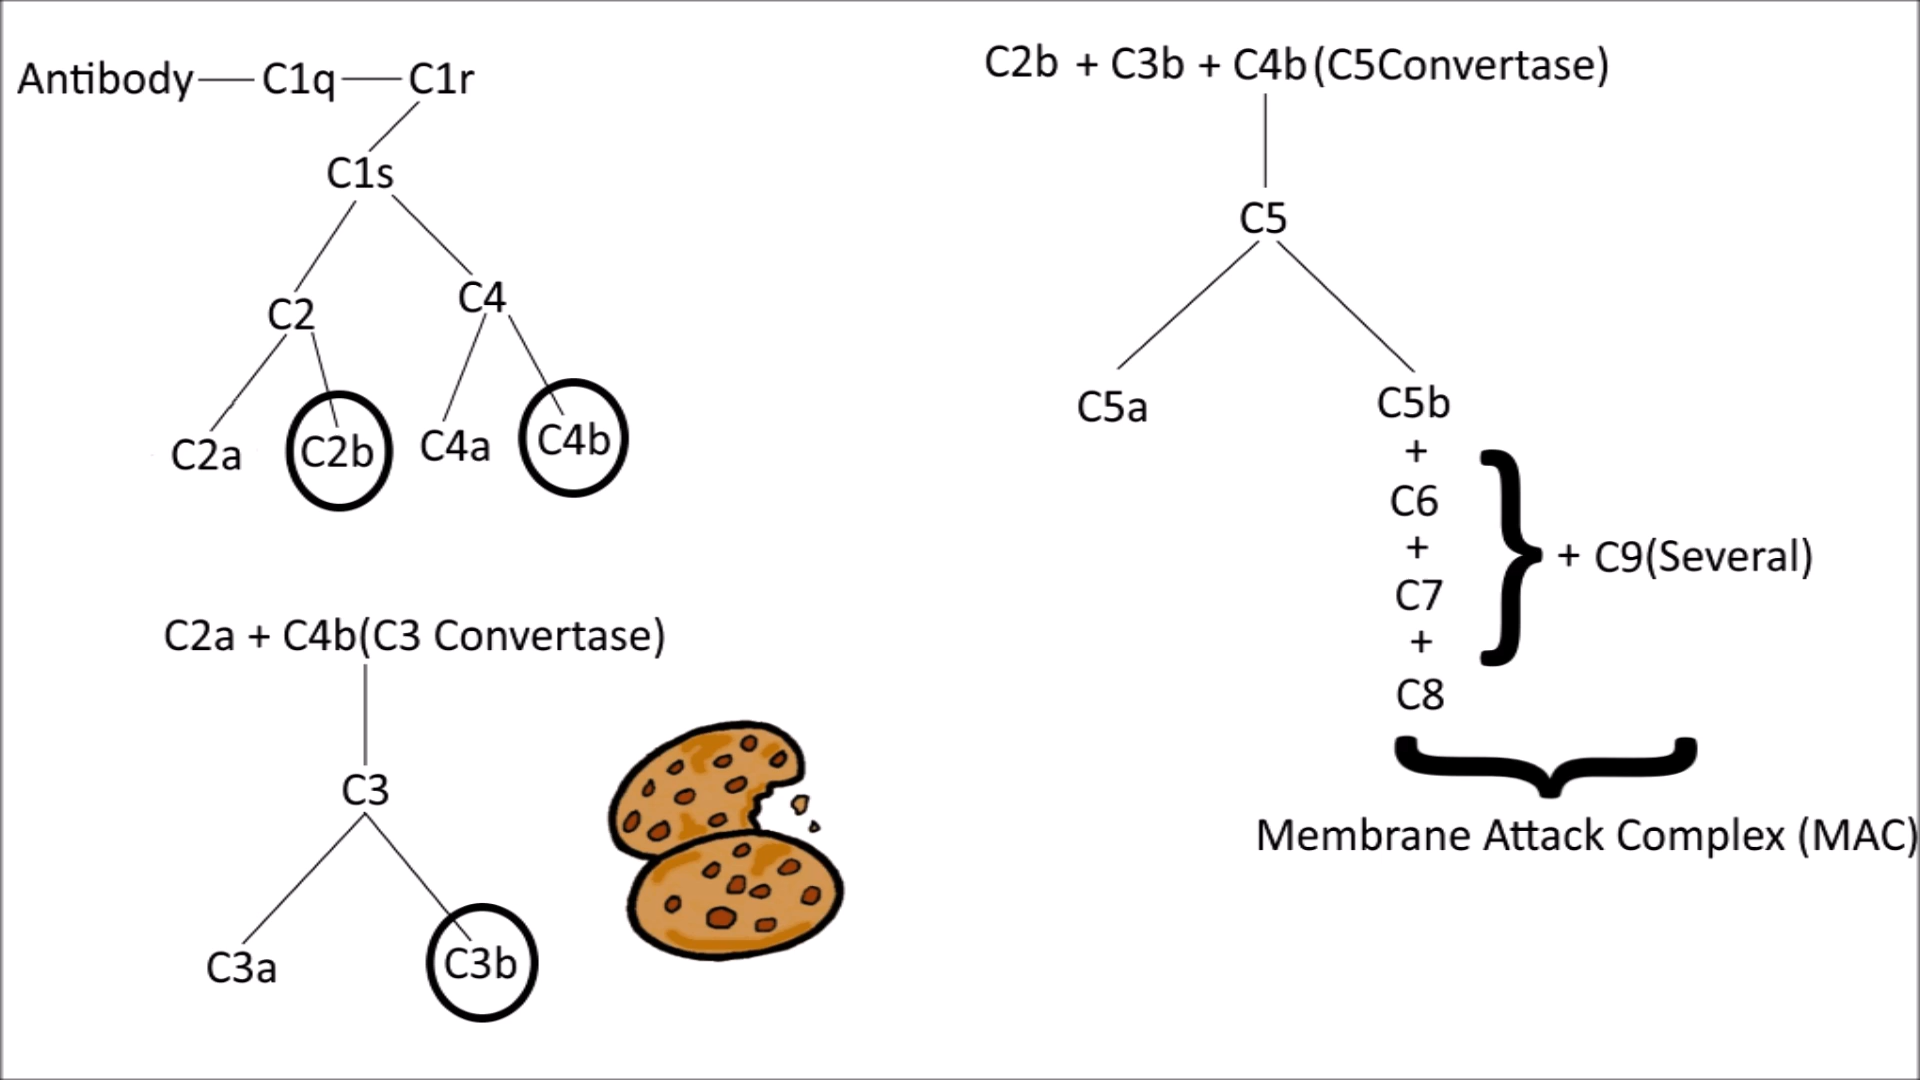 Antibody C1q C1r
C1s
C2 C4
C2a C2b C4a C4b
C2a + C4b(C3 Convertase)
C3
C3a C3b
C2b + C3b + C4b(C5Convertase)
C5
C5a C5b
+
C6
+
C7
+
C8
+ C9(Several)
Membrane Attack Complex (MAC)